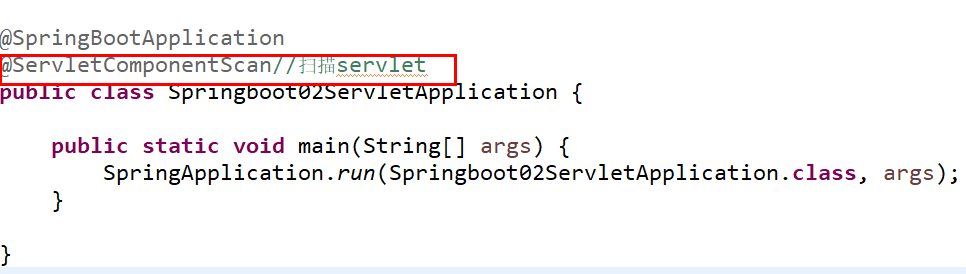 @SpringBootApplication
@ServletComponentScan//扫描servlet
public class Springboot02ServletApplication {
public static void main(String[] args) {
SpringApplication.run(Springboot02ServletApplication.class, args);
}
}